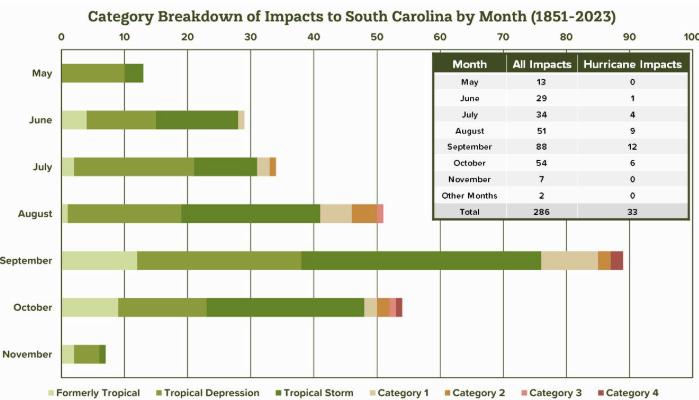 Category Breakdown of Impacts to South Carolina by Month (1851-2023)
0 10 20 30 40 50 60 70 80 90 100
May
June
July
August
September
October
November
Month All Impacts Hurricane Impacts
May 13 0
June 29 1
July 34 4
August 51 9
September 88 12
October 54 6
November 7 0
Other Months 2 0
Total 286 33
Formerly Tropical Tropical Depression Tropical Storm Category 1 Category 2 Category 3 Category 4